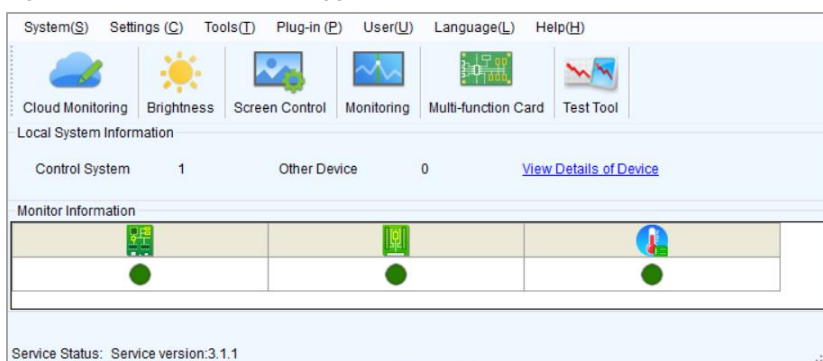 System(S) Settings (C) Tools(T) Plug-in (P) User(U) Language(L) Help(H)
Cloud Monitoring Brightness Screen Control Monitoring Multi-function Card Test Tool
Local System Information
Control System 1 Other Device 0 View Details of Device
Monitor Information
Service Status: Service version:3.1.1